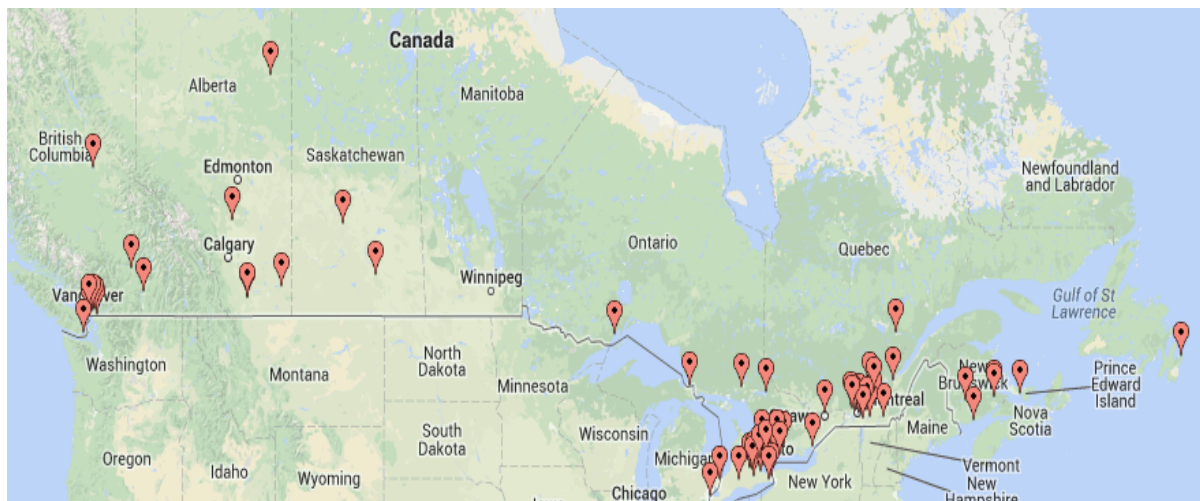 Canada
Alberta
Manitoba
British
Columbia
Edmonton
Saskatchewan
Newfoundland
and Labrador
Calgary
Ontario
Quebec
Winnipeg
Gulf of St
Lawrence
Washington
North
Dakota
Montana
Minnesota
Prince
Edward
Island
Nova
Scotia
Maine
South
Dakota
Wisconsin
Michigan
Oregon
Idaho
Wyoming
Chicago
New York
Vermont
New
Hampshire